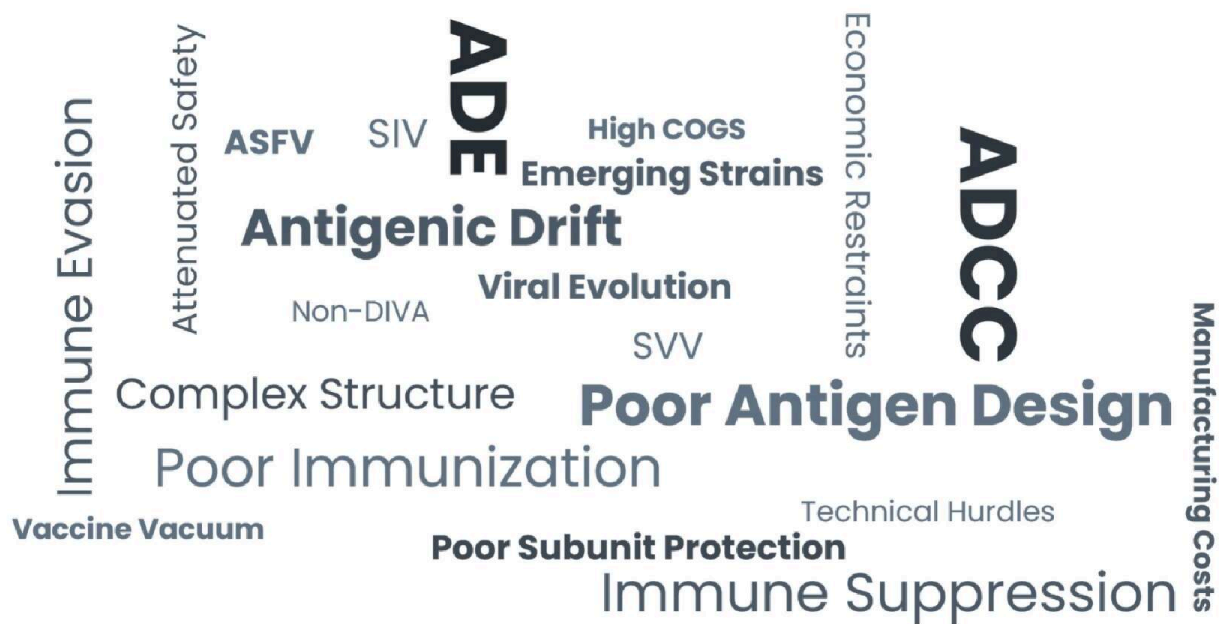 Immune Evasion
Attenuated Safety
ADE
Economic Restraints
ADCC
ASFV
SIV
High COGS
Emerging Strains
Antigenic Drift
Viral Evolution
Non-DIVA
SVV
Manufacturing Costs
Complex Structure
Poor Antigen Design
Poor Immunization
Technical Hurdles
Vaccine Vacuum
Poor Subunit Protection
Immune Suppression